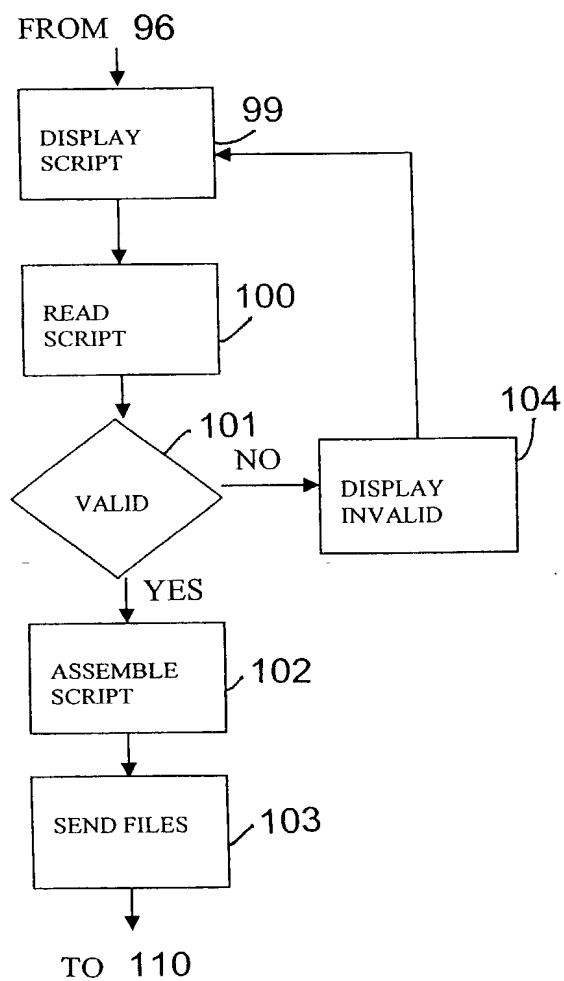 FROM 96
99
DISPLAY
SCRIPT
100
READ
SCRIPT
101
NO
104
VALID
DISPLAY
INVALID
YES
ASSEMBLE
SCRIPT
102
SEND FILES
103
TO 110